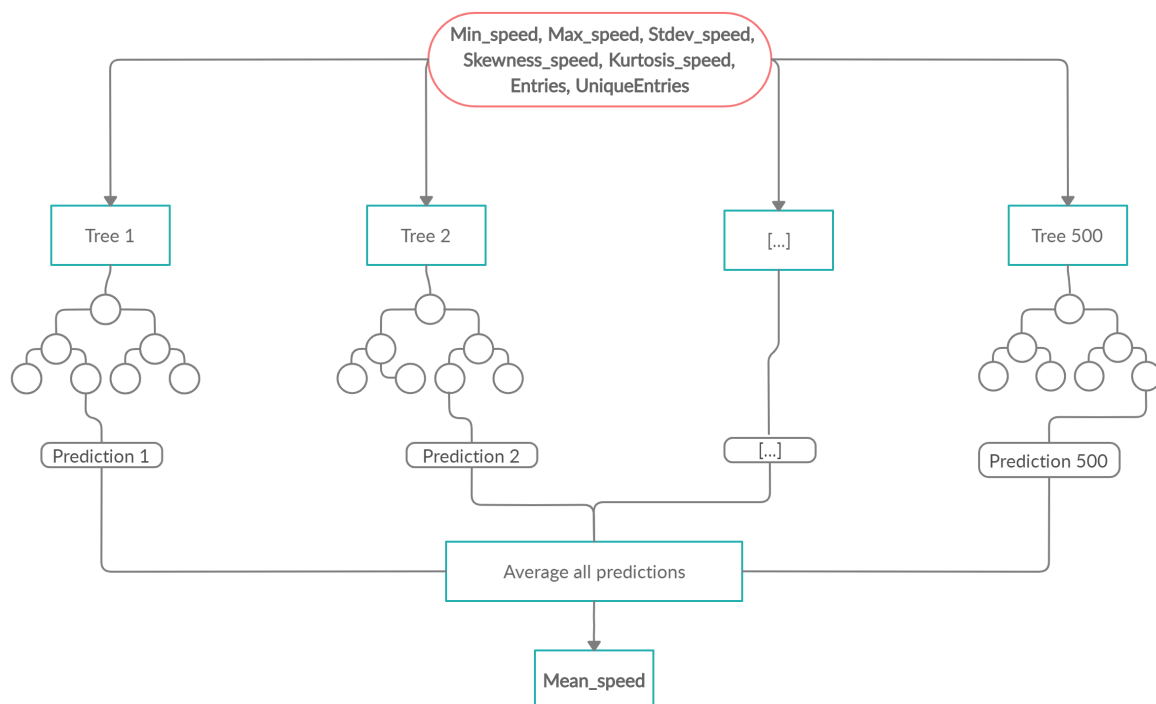 Min_speed, Max_speed, Stdev_speed,
Skewness_speed, Kurtosis_speed,
Entries, UniqueEntries
Tree 1
Tree 2
[...]
Tree 500
Prediction 1
Prediction 2
[...]
Prediction 500
Average all predictions
Mean_speed